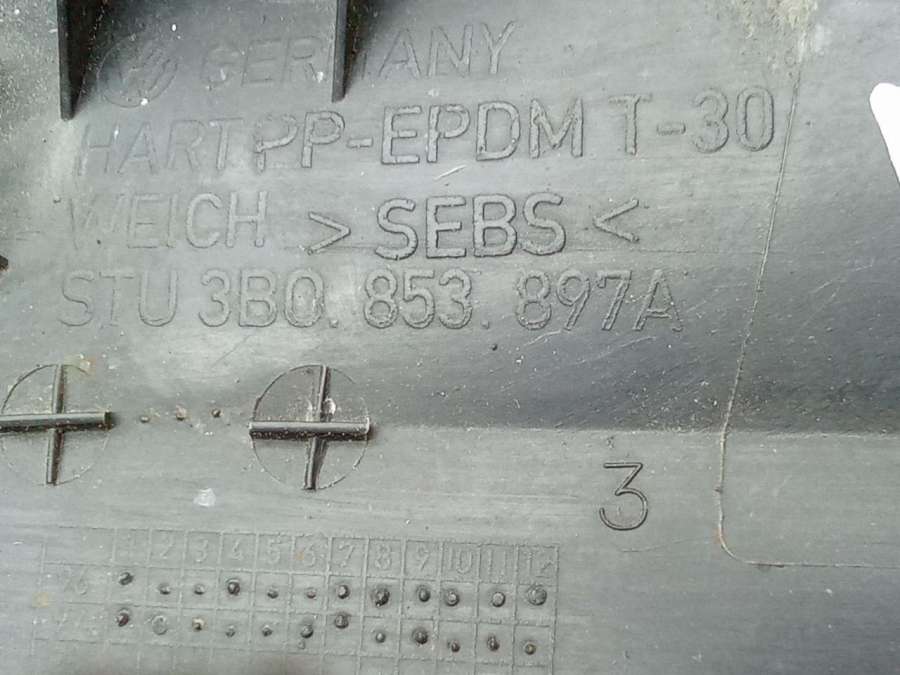 GERMANY
HART PP-EPDM T-30
WEICH >SEBS<
STU 3B0.853.897A
3
1 2 3 4 5 6 7 8 9 10 11 12